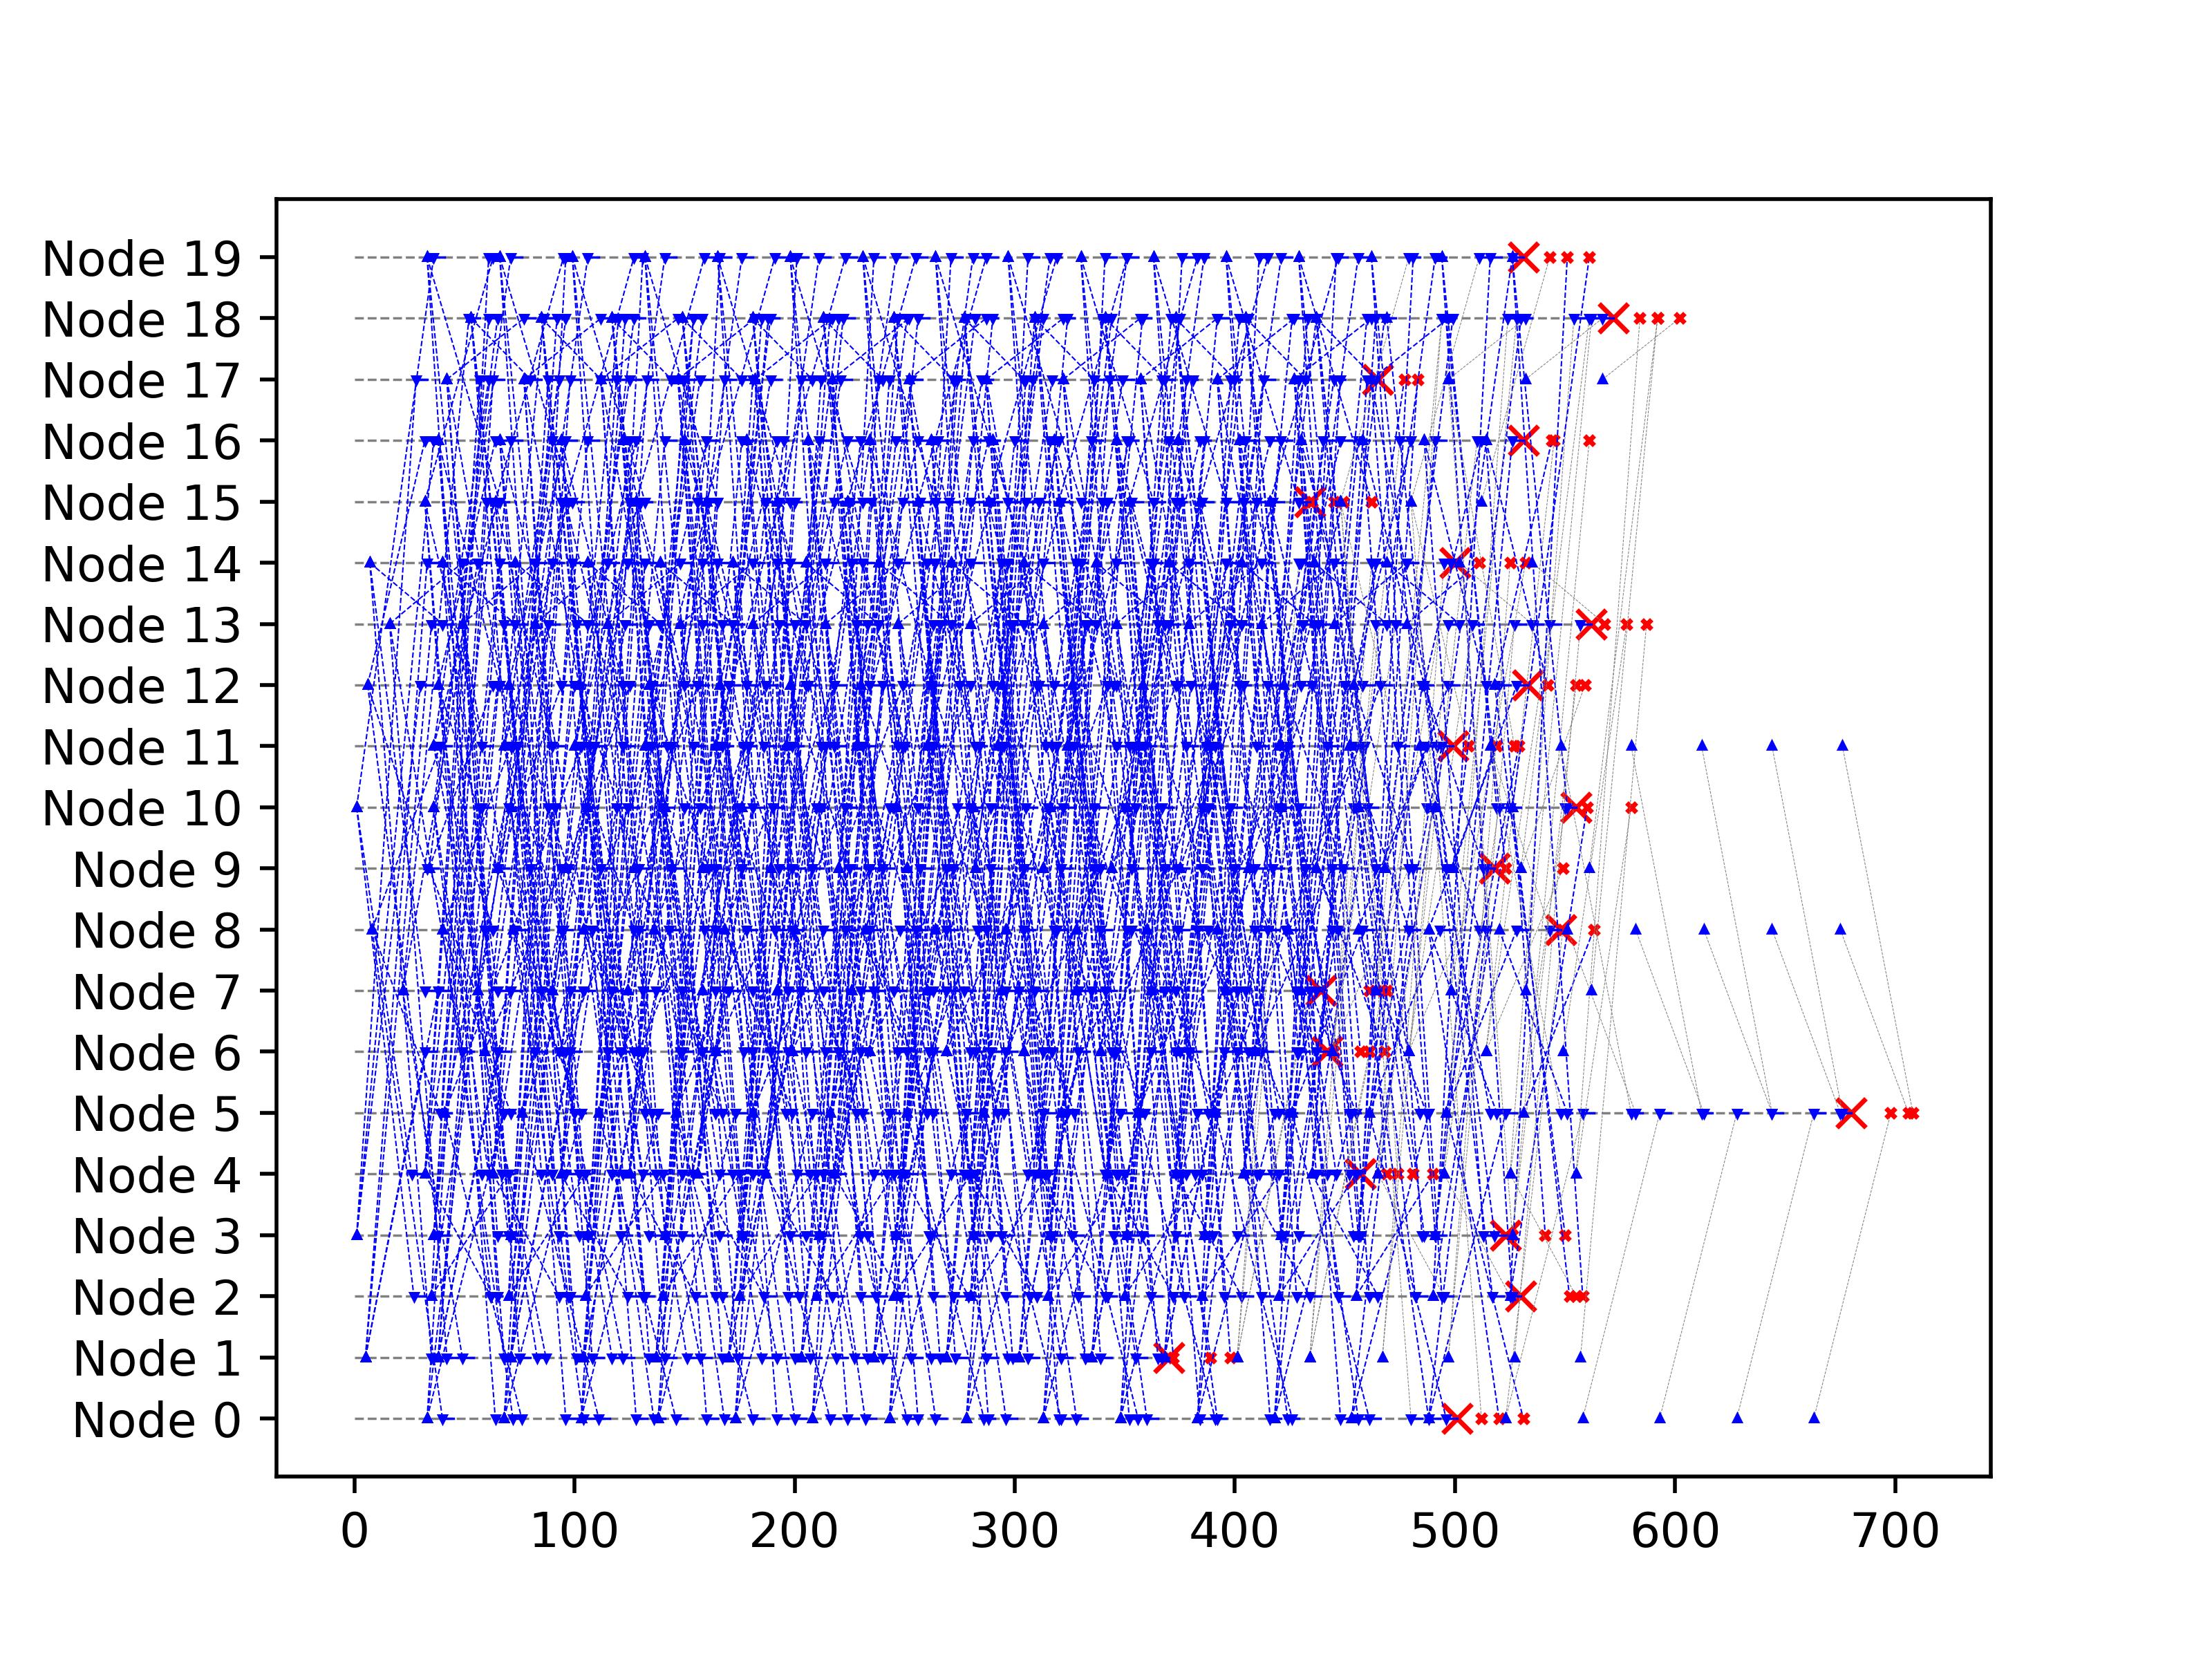 Node 19
Node 18
Node 17
Node 16
Node 15
Node 14
Node 13
Node 12
Node 11
Node 10
Node 9
Node 8
Node 7
Node 6
Node 5
Node 4
Node 3
Node 2
Node 1
Node 0
0 100 200 300 400 500 600 700